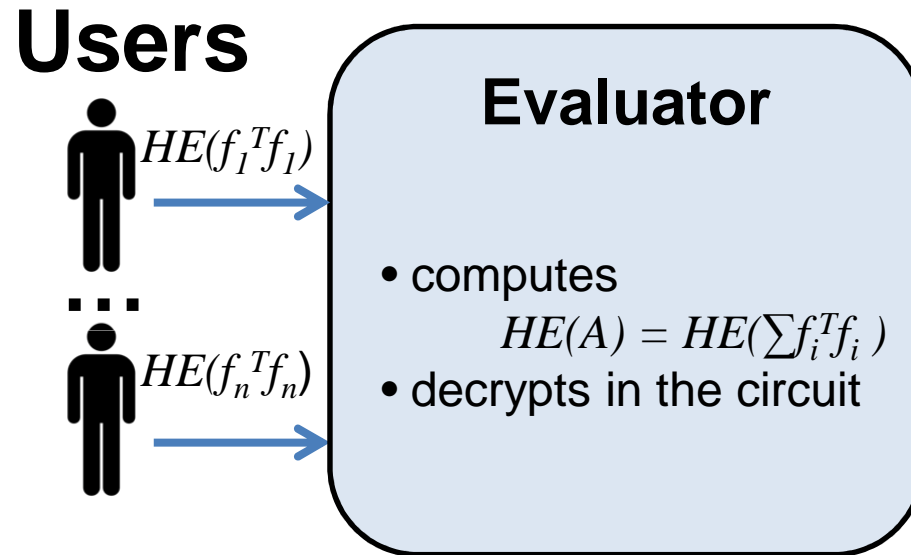 Users
Evaluator
HE(f₁ᵀf₁)
...
HE(fₙᵀfₙ)
• computes
HE(A) = HE(∑fᵢᵀfᵢ )
• decrypts in the circuit